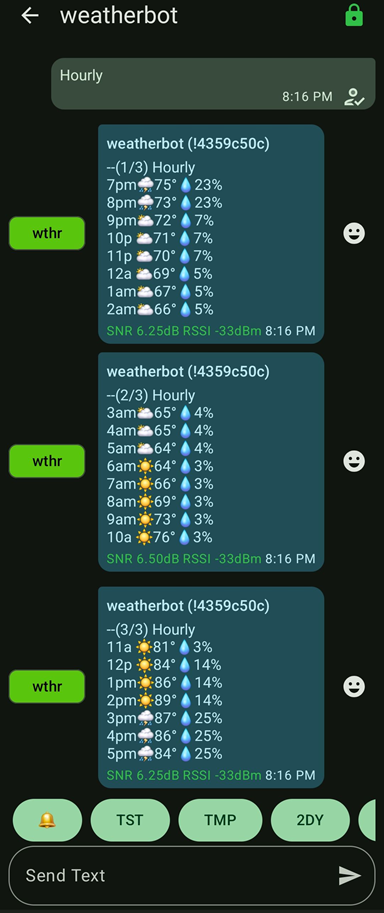 weatherbot
Hourly
8:16 PM
weatherbot (!4359c50c)
--(1/3) Hourly
7pm⛈️75°💧23%
8pm⛈️73°💧23%
9pm🌥️72°💧7%
10p 🌥️71°💧7%
11p 🌥️70°💧7%
12a 🌥️69°💧5%
1am🌥️67°💧5%
2am🌥️66°💧5%
wthr
SNR 6.25dB RSSI -33dBm 8:16 PM
weatherbot (!4359c50c)
--(2/3) Hourly
3am🌥️65°💧4%
4am🌥️65°💧4%
5am🌥️64°💧4%
6am☀️64°💧3%
7am☀️66°💧3%
8am☀️69°💧3%
9am☀️73°💧3%
10a ☀️76°💧3%
wthr
SNR 6.50dB RSSI -33dBm 8:16 PM
weatherbot (!4359c50c)
--(3/3) Hourly
11a ☀️81°💧3%
12p ☀️84°💧14%
1pm☀️86°💧14%
2pm☀️89°💧14%
3pm⛈️87°💧25%
4pm⛈️86°💧25%
5pm⛈️84°💧25%
wthr
SNR 6.25dB RSSI -33dBm 8:16 PM
🔔 TST TMP 2DY
Send Text